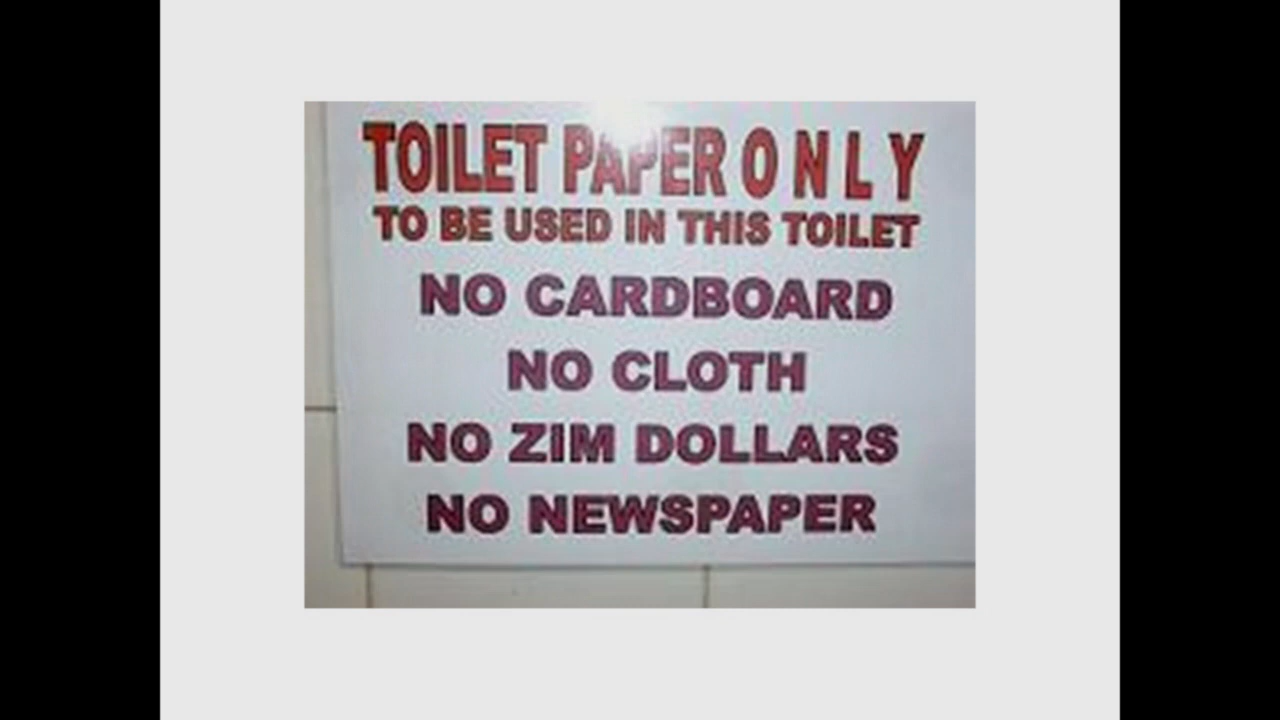 TOILET PAPER O N L Y
TO BE USED IN THIS TOILET
NO CARDBOARD
NO CLOTH
NO ZIM DOLLARS
NO NEWSPAPER